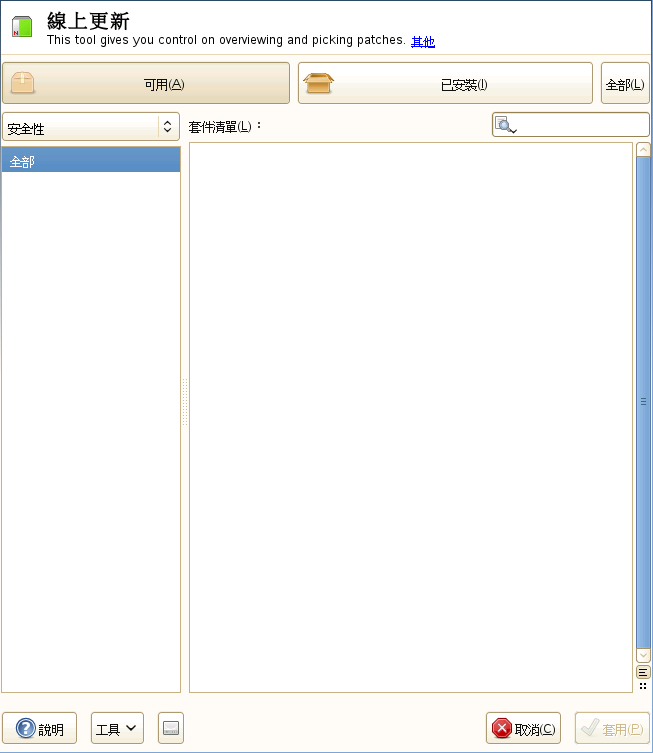 線上更新
This tool gives you control on overviewing and picking patches. 其他
可用(A) 已安裝(I) 全部(L)
安全性 套件清單(L)：
全部
說明 工具 取消(C) 套用(P)